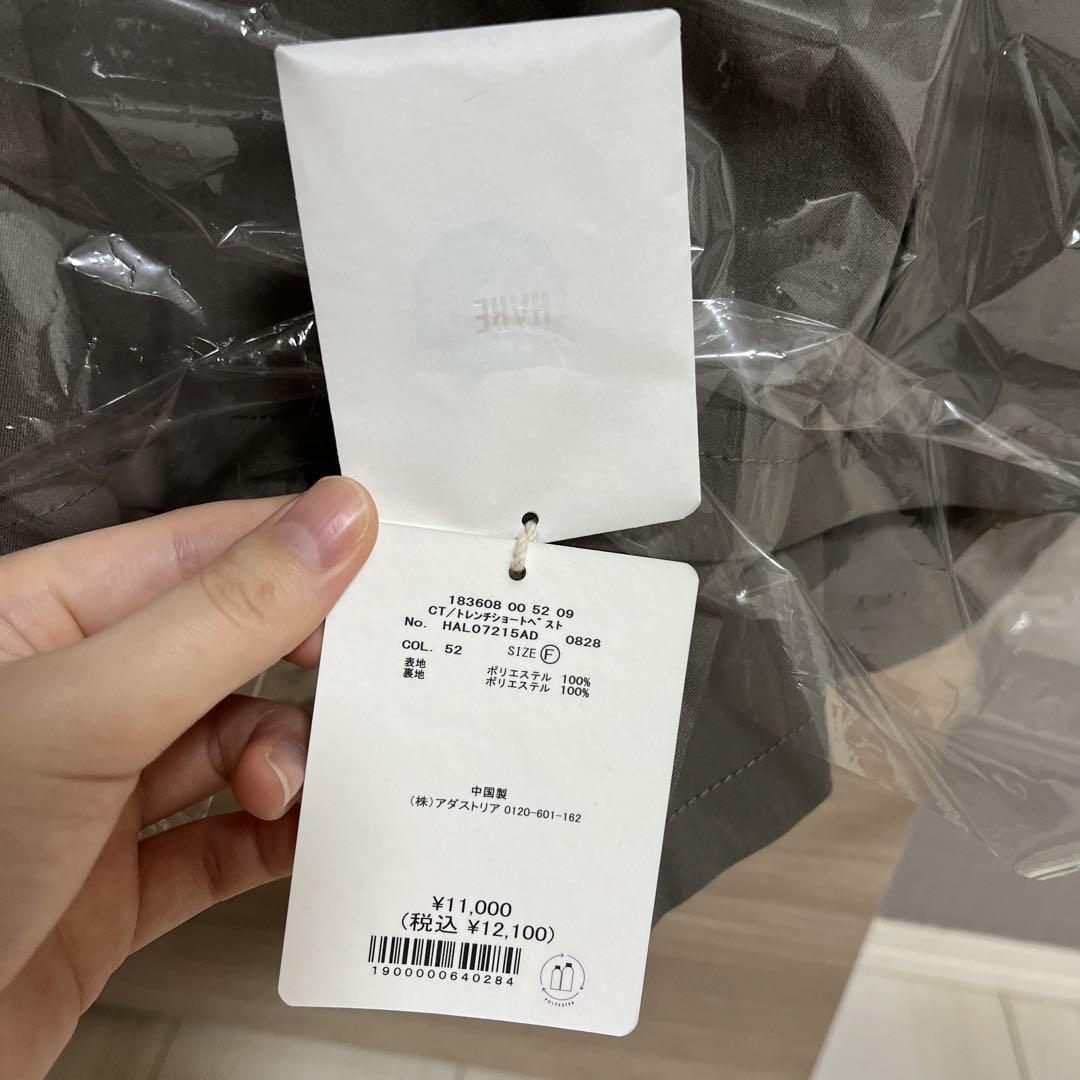 HARE
183608 00 52 09
CT/トレンチショートベスト
No. HAL07215AD 0828
COL. 52 SIZE F
表地 ポリエステル 100%
裏地 ポリエステル 100%
中国製
(株)アダストリア 0120-601-162
¥11,000
(税込 ¥12,100)
1900000640284
POLYESTER